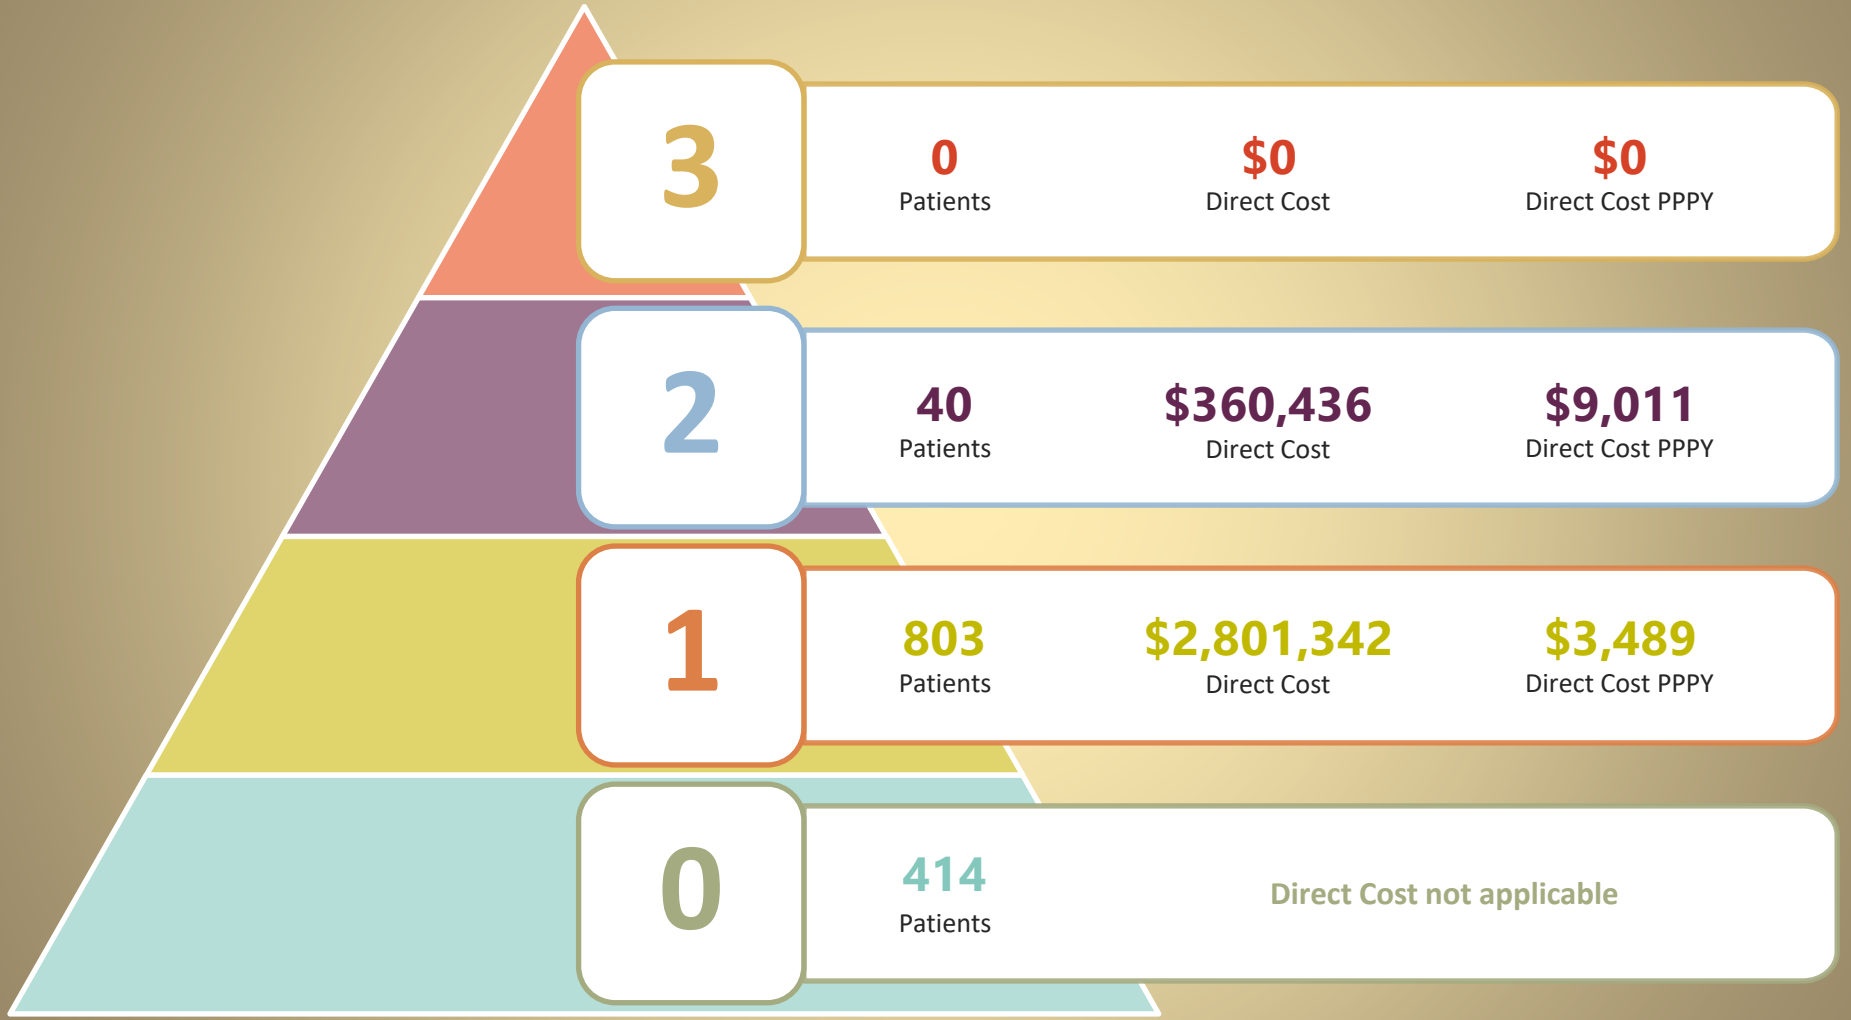 3
0 $0 $0
Patients Direct Cost Direct Cost PPPY
2
40 $360,436 $9,011
Patients Direct Cost Direct Cost PPPY
1
803 $2,801,342 $3,489
Patients Direct Cost Direct Cost PPPY
0
414
Patients
Direct Cost not applicable